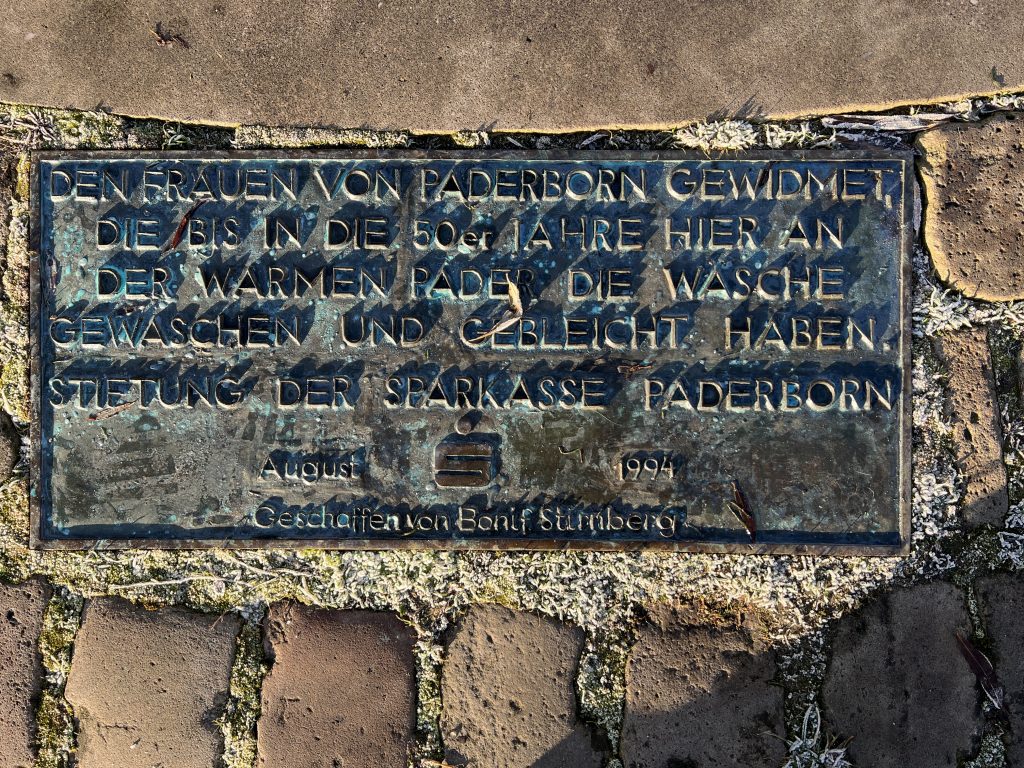 DEN FRAUEN VON PADERBORN GEWIDMET,
DIE BIS IN DIE 50er JAHRE HIER AN
DER WARMEN PADER DIE WÄSCHE
GEWASCHEN UND GEBLEICHT HABEN.
STIFTUNG DER SPARKASSE PADERBORN
August 1994
Geschaffen von Bonif. Stirnberg